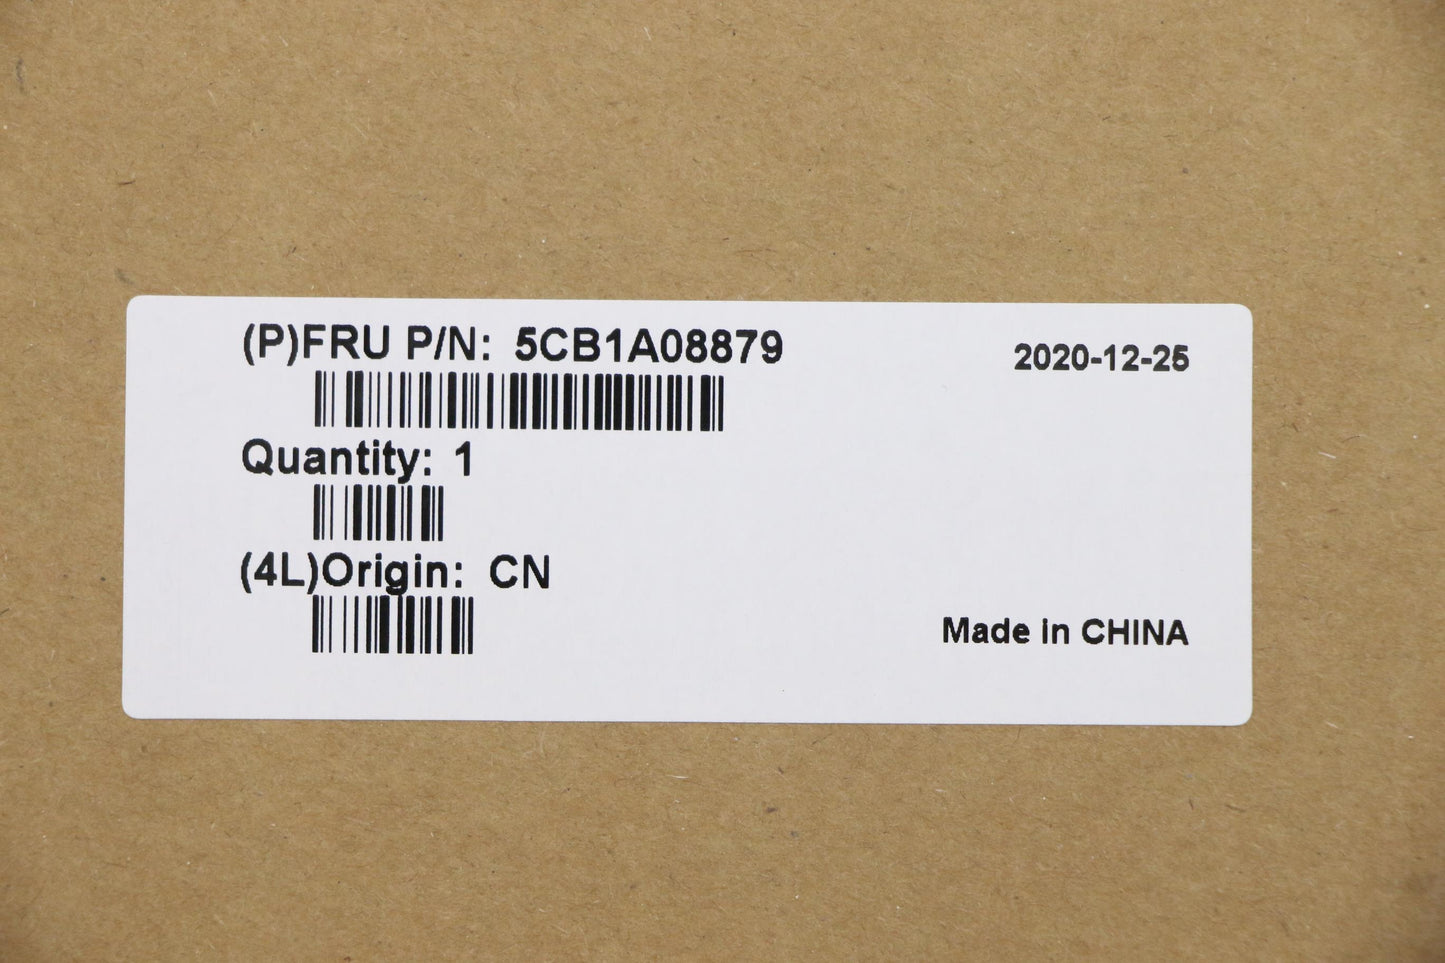 (P)FRU P/N: 5CB1A08879
2020-12-25
Quantity: 1
(4L)Origin: CN
Made in CHINA